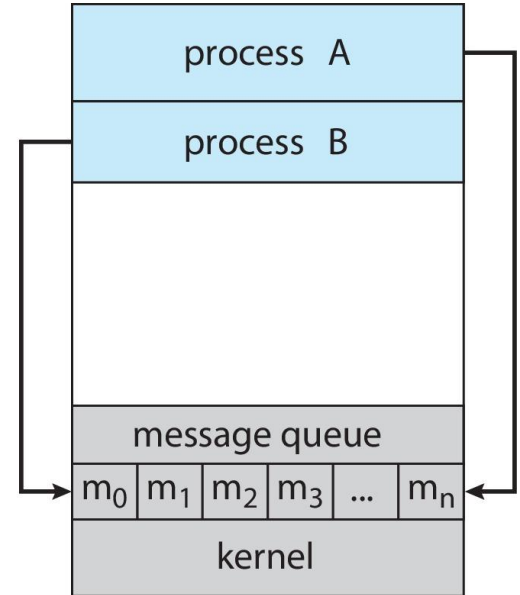 process A
process B
message queue
m₀ m₁ m₂ m₃ ... mₙ
kernel